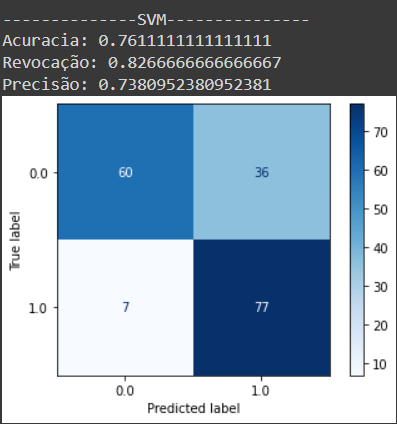 --------------SVM---------------
Acuracia: 0.7611111111111111
Revocação: 0.8266666666666667
Precisão: 0.7380952380952381
0.0
60
36
1.0
7
77
0.0
1.0
True label
Predicted label
70
60
50
40
30
20
10